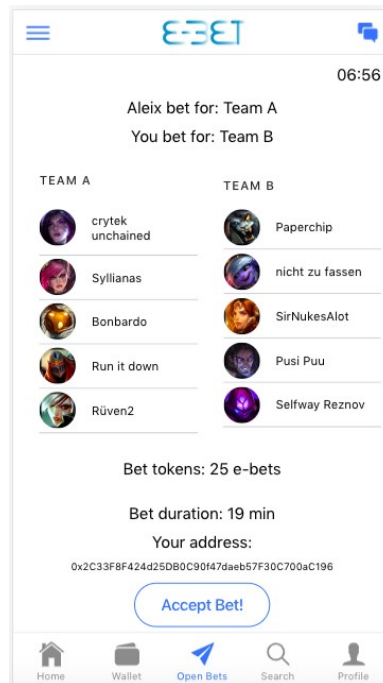 E-BET
06:56
Aleix bet for: Team A
You bet for: Team B
TEAM A
crytek
unchained
Syllianas
Bonbardo
Run it down
Rüven2
TEAM B
Paperchip
nicht zu fassen
SirNukesAlot
Pusi Puu
Selfway Reznov
Bet tokens: 25 e-bets
Bet duration: 19 min
Your address:
0x2C33F8F424d25DB0C90f47daeb57F30C700aC196
Accept Bet!
Home Wallet Open Bets Search Profile